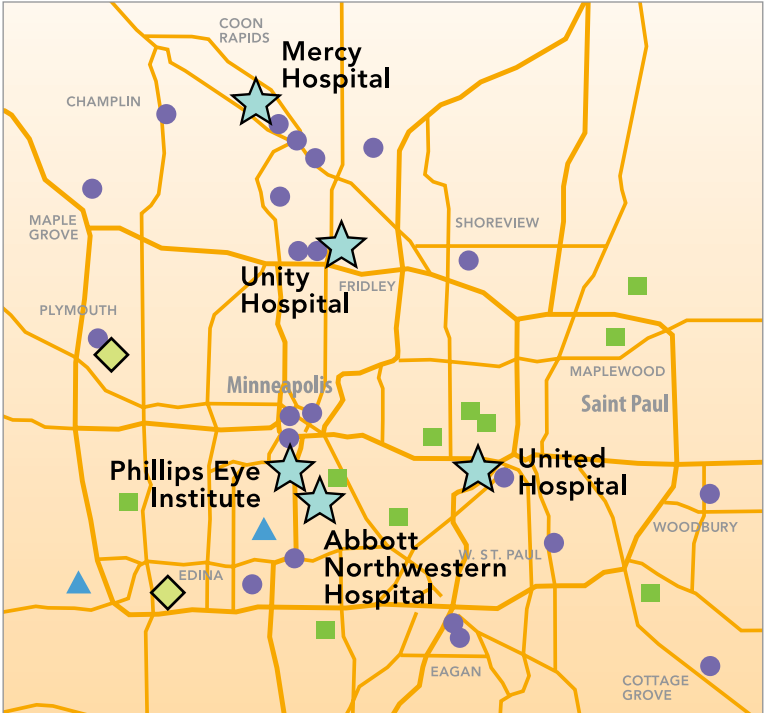 COON
RAPIDS
Mercy
Hospital
CHAMPLIN
MAPLE
GROVE
SHOREVIEW
Unity
Hospital
FRIDLEY
PLYMOUTH
MAPLEWOOD
Minneapolis
Saint Paul
Phillips Eye
Institute
United
Hospital
WOODBURY
Abbott
Northwestern
Hospital
W. ST. PAUL
EDINA
EAGAN
COTTAGE
GROVE